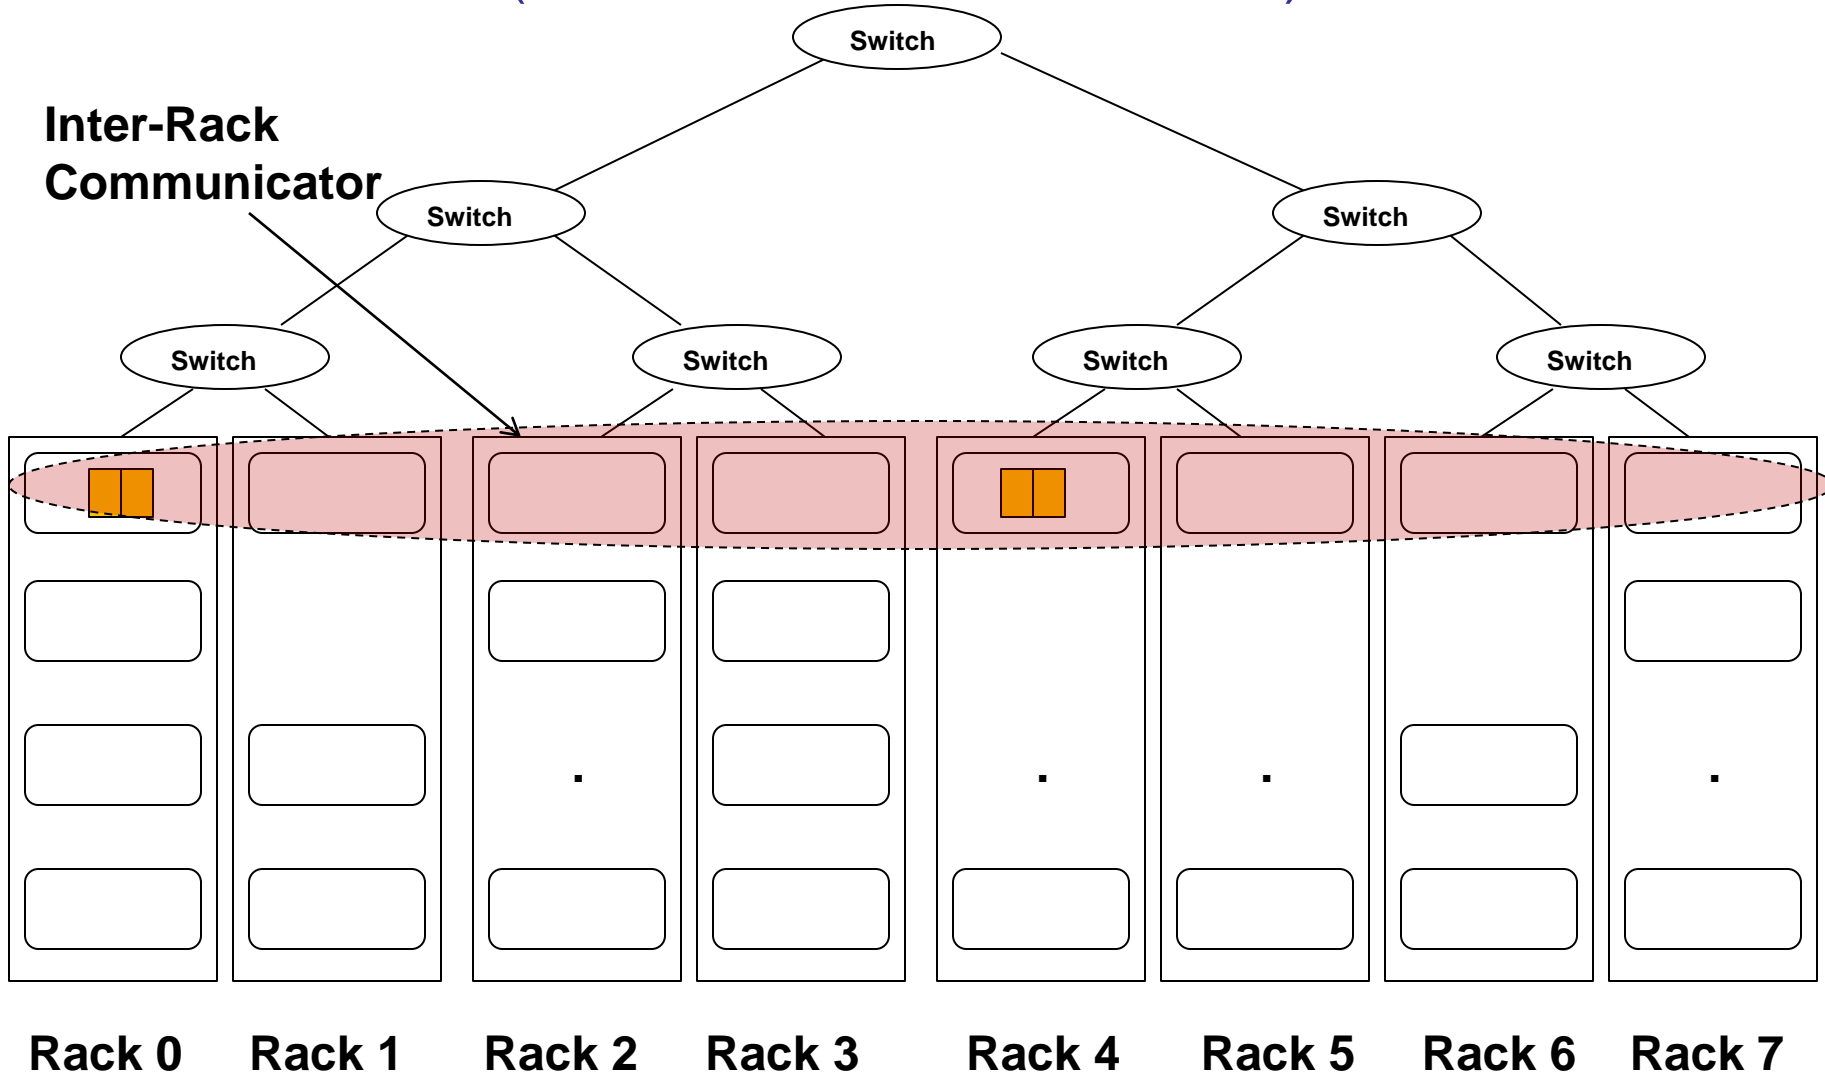 Switch
Inter-Rack
Communicator
Switch
Switch
Switch
Switch
Switch
Switch
.
.
.
.
Rack 0
Rack 1
Rack 2
Rack 3
Rack 4
Rack 5
Rack 6
Rack 7